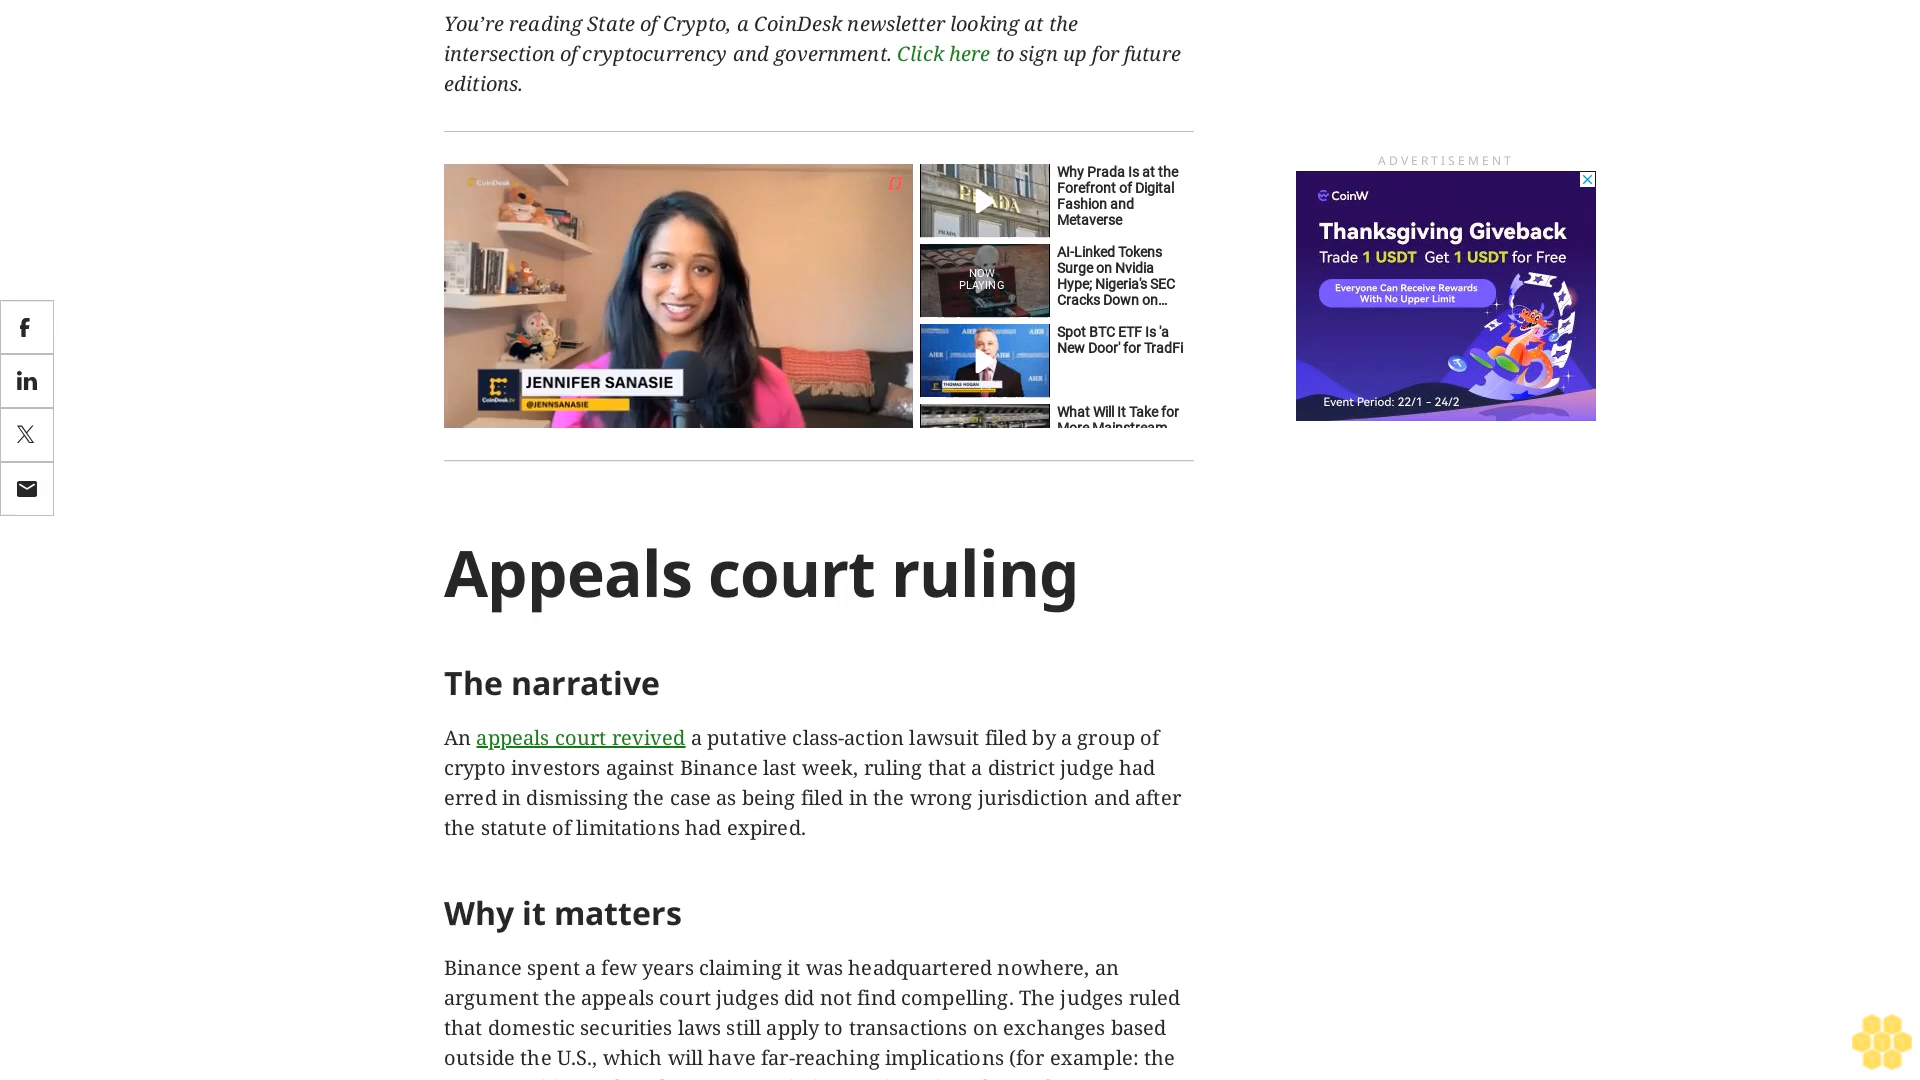 You’re reading State of Crypto, a CoinDesk newsletter looking at the
intersection of cryptocurrency and government. Click here to sign up for future
editions.
CoinDesk
JENNIFER SANASIE
CoinDesk.tv
@JENNSANASIE
PRADA
Why Prada Is at the
Forefront of Digital
Fashion and
Metaverse
NOW
PLAYING
AI-Linked Tokens
Surge on Nvidia
Hype; Nigeria's SEC
Cracks Down on...
AIER
THOMAS HOGAN
Spot BTC ETF Is 'a
New Door' for TradFi
What Will It Take for
More Mainstream
ADVERTISEMENT
CoinW
Thanksgiving Giveback
Trade 1 USDT Get 1 USDT for Free
Everyone Can Receive Rewards
With No Upper Limit
Event Period: 22/1 - 24/2
Appeals court ruling
The narrative
An appeals court revived a putative class-action lawsuit filed by a group of
crypto investors against Binance last week, ruling that a district judge had
erred in dismissing the case as being filed in the wrong jurisdiction and after
the statute of limitations had expired.
Why it matters
Binance spent a few years claiming it was headquartered nowhere, an
argument the appeals court judges did not find compelling. The judges ruled
that domestic securities laws still apply to transactions on exchanges based
outside the U.S., which will have far-reaching implications (for example: the